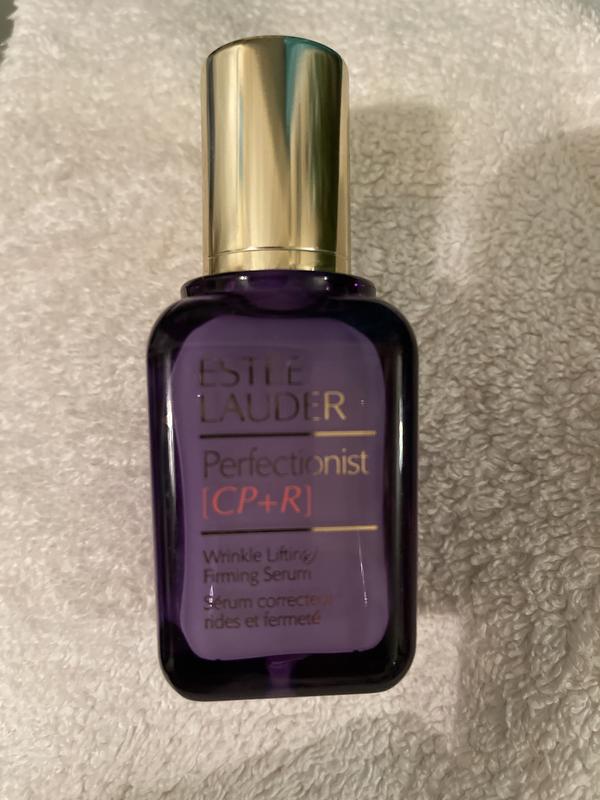 ESTEE
LAUDER
Perfectionist
[CP+R]
Wrinkle Lifting/
Firming Serum
Sérum correcteur
rides et fermeté